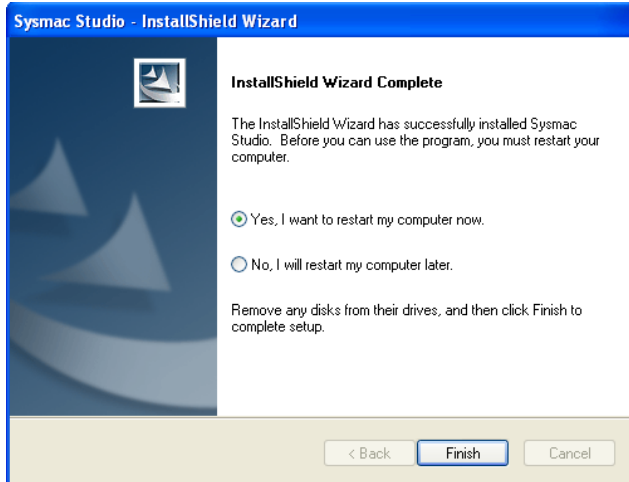 Sysmac Studio - InstallShield Wizard
InstallShield Wizard Complete
The InstallShield Wizard has successfully installed Sysmac
Studio. Before you can use the program, you must restart your
computer.
Yes, I want to restart my computer now.
No, I will restart my computer later.
Remove any disks from their drives, and then click Finish to
complete setup.
< Back
Finish
Cancel